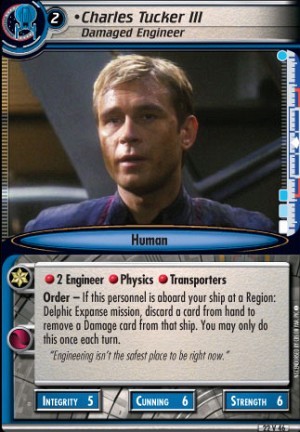 2
•Charles Tucker III
Damaged Engineer
Human
2 Engineer Physics Transporters
Order – If this personnel is aboard your ship at a Region:
Delphic Expanse mission, discard a card from hand
to remove a Damage card from that ship. You may only do
this once each turn.
"Engineering isn't the safest place to be right now."
INTEGRITY 5 CUNNING 6 STRENGTH 6